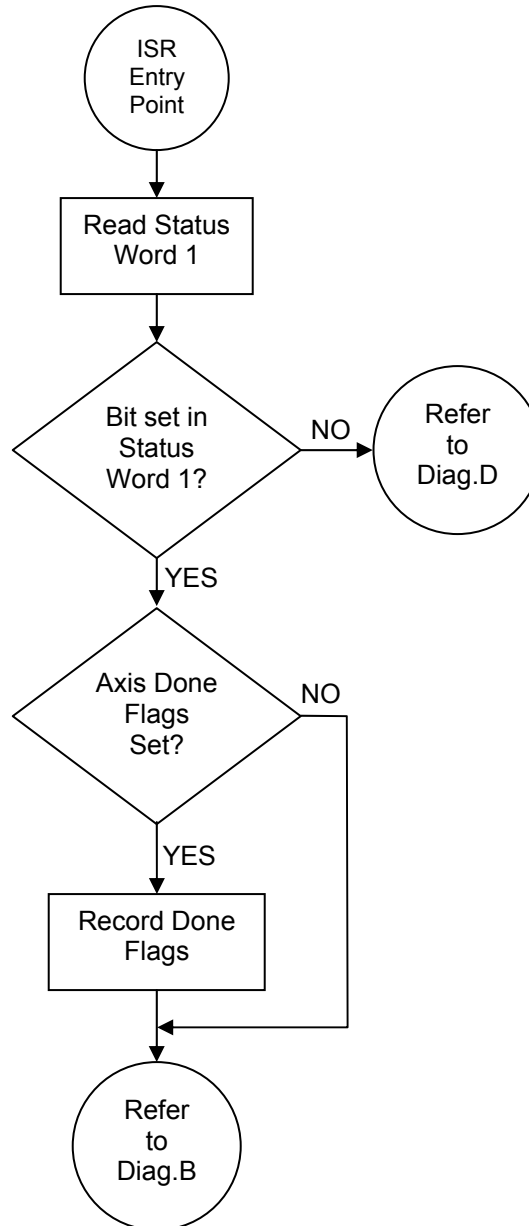 ISR
Entry
Point
Read Status
Word 1
Bit set in
Status
Word 1?
NO
Refer
to
Diag.D
YES
Axis Done
Flags
Set?
NO
YES
Record Done
Flags
Refer
to
Diag.B